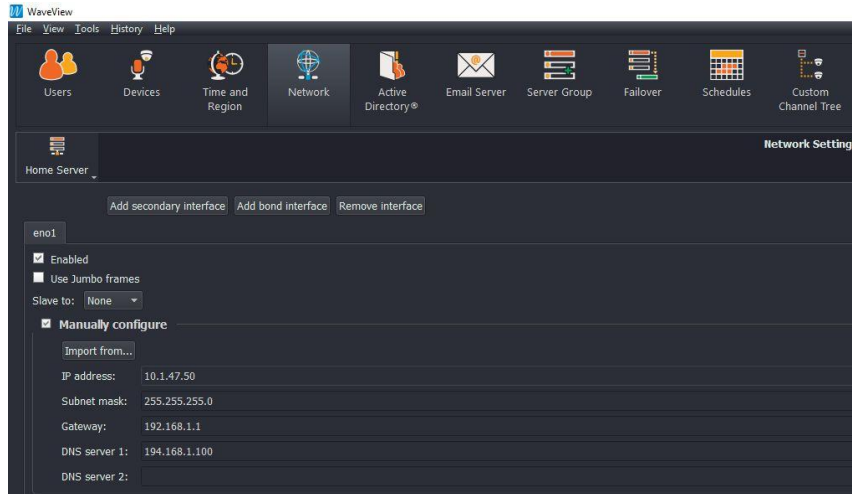 WaveView
File View Tools History Help
Users Devices Time and Region Network Active Directory® Email Server Server Group Failover Schedules Custom Channel Tree
Home Server
Network Setting
Add secondary interface Add bond interface Remove interface
eno1
Enabled
Use Jumbo frames
Slave to: None
Manually configure
Import from...
IP address: 10.1.47.50
Subnet mask: 255.255.255.0
Gateway: 192.168.1.1
DNS server 1: 194.168.1.100
DNS server 2: